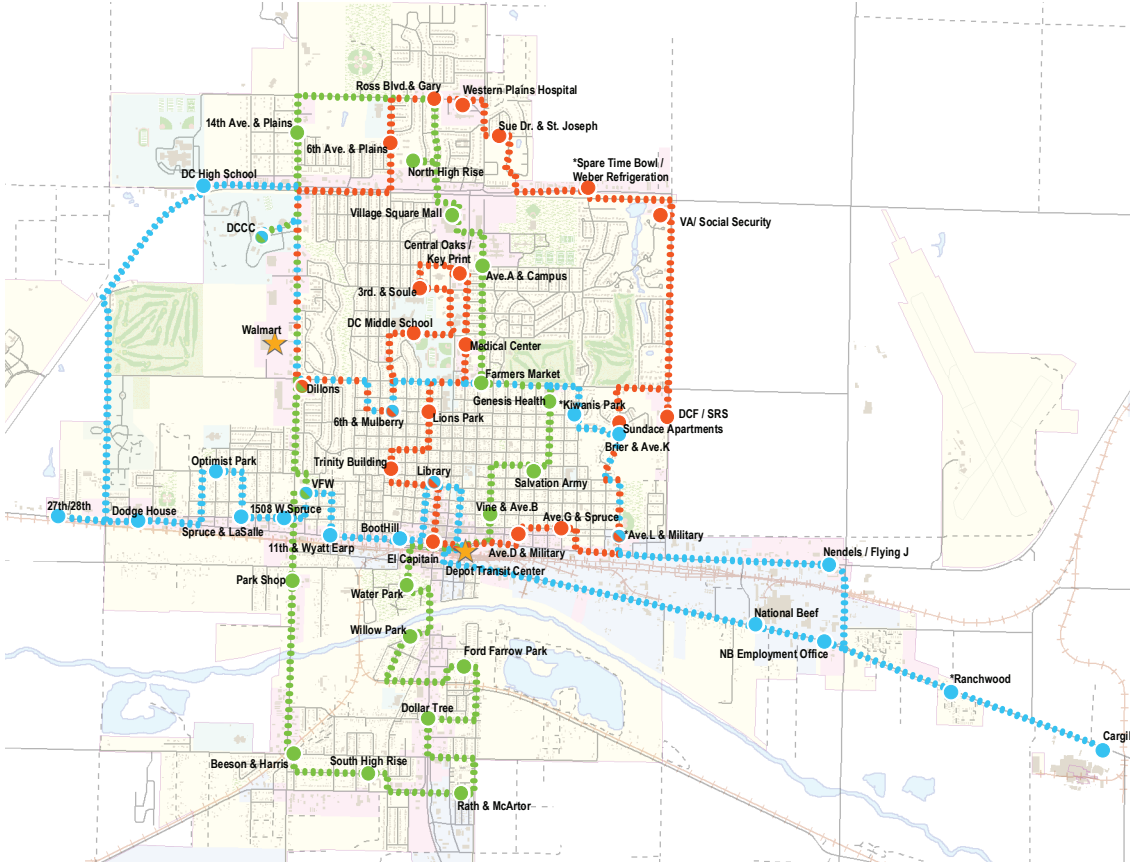 Ross Blvd.& Gary
Western Plains Hospital
14th Ave. & Plains
Sue Dr. & St. Joseph
6th Ave. & Plains
*Spare Time Bowl /
Weber Refrigeration
DC High School
North High Rise
Village Square Mall
VA/ Social Security
DCCC
Central Oaks /
Key Print
Ave.A & Campus
3rd. & Soule
DC Middle School
Walmart
Medical Center
Farmers Market
Dillons
Genesis Health
*Kiwanis Park
6th & Mulberry
Lions Park
DCF / SRS
Sundace Apartments
Brier & Ave.K
Optimist Park
Trinity Building
Library
Salvation Army
VFW
27th/28th
Dodge House
1508 W.Spruce
Vine & Ave.B
Ave.G & Spruce
Spruce & LaSalle
BootHill
*Ave.L & Military
11th & Wyatt Earp
El Capitain
Ave.D & Military
Nendels / Flying J
Depot Transit Center
Park Shop
Water Park
National Beef
Willow Park
NB Employment Office
Ford Farrow Park
*Ranchwood
Dollar Tree
Cargil
Beeson & Harris
South High Rise
Rath & McArtor